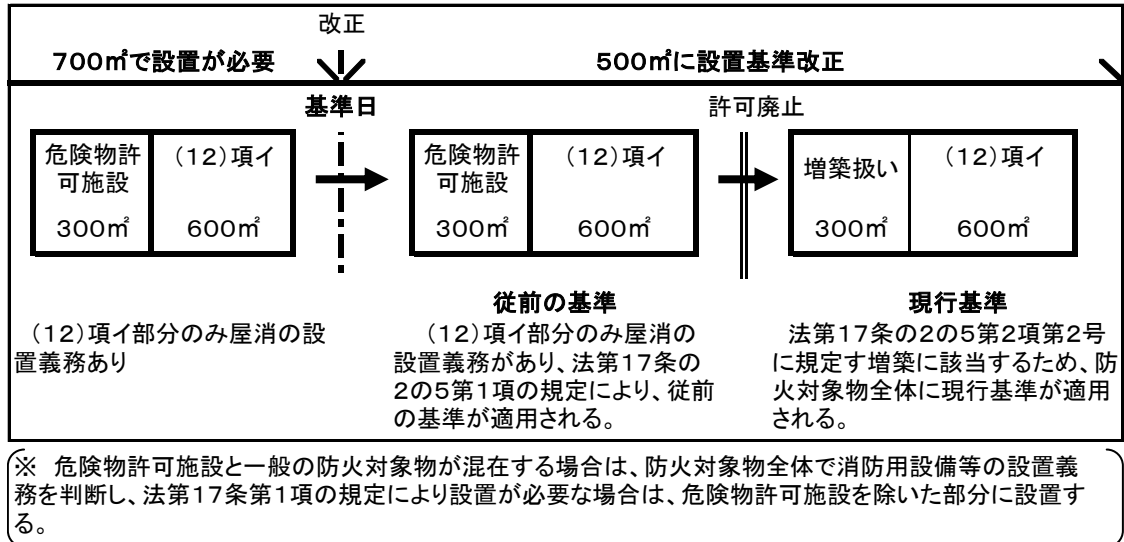 改正
700㎡で設置が必要
500㎡に設置基準改正
基準日
許可廃止
危険物許
可施設
300㎡
(12)項イ
600㎡
危険物許
可施設
300㎡
(12)項イ
600㎡
増築扱い
300㎡
(12)項イ
600㎡
(12)項イ部分のみ屋消の設
置義務あり
従前の基準
(12)項イ部分のみ屋消の
設置義務があり、法第17条の
2の5第1項の規定により、従前
の基準が適用される。
現行基準
法第17条の2の5第2項第2号
に規定す増築に該当するため、防
火対象物全体に現行基準が適用
される。
※ 危険物許可施設と一般の防火対象物が混在する場合は、防火対象物全体で消防用設備等の設置義
務を判断し、法第17条第1項の規定により設置が必要な場合は、危険物許可施設を除いた部分に設置す
る。